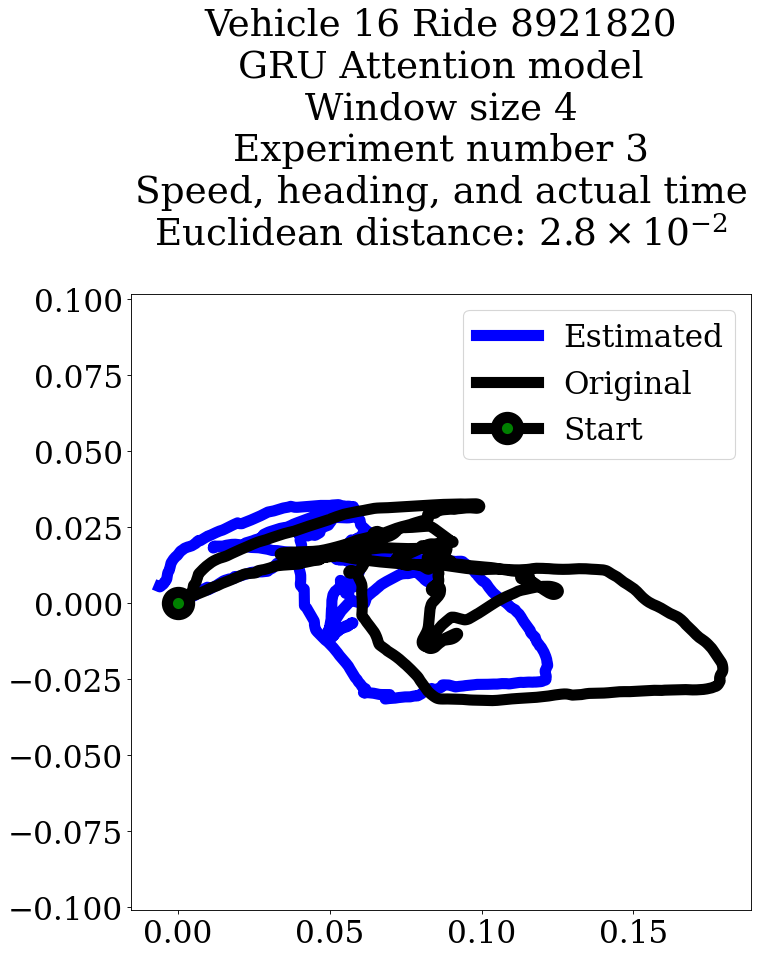 Vehicle 16 Ride 8921820
GRU Attention model
Window size 4
Experiment number 3
Speed, heading, and actual time
Euclidean distance: 2.8 × 10⁻²
0.100
0.075
0.050
0.025
0.000
−0.025
−0.050
−0.075
−0.100
Estimated
Original
Start
0.00 0.05 0.10 0.15